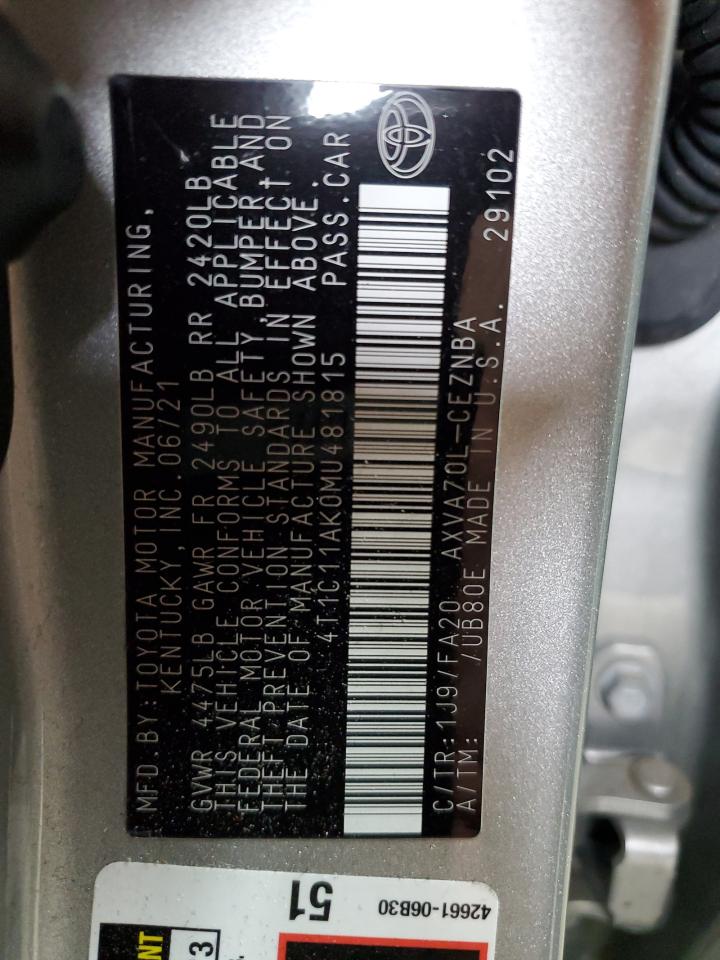 MFD.BY:TOYOTA MOTOR MANUFACTURING,
KENTUCKY, INC. 06/21
GVWR 4475LB GAWR FR 2490LB RR 2420LB
THIS VEHICLE CONFORMS TO ALL APPLICABLE
FEDERAL MOTOR VEHICLE SAFETY, BUMPER AND
THEFT PREVENTION STANDARDS IN EFFECT ON
THE DATE OF MANUFACTURE SHOWN ABOVE.
4T1C11AK0MU481815 PASS.CAR
C/TR:1J9/FA20 AXVA70L-CEZNBA
A/TM: /UB80E MADE IN U.S.A. 29102
51
42661-06B30